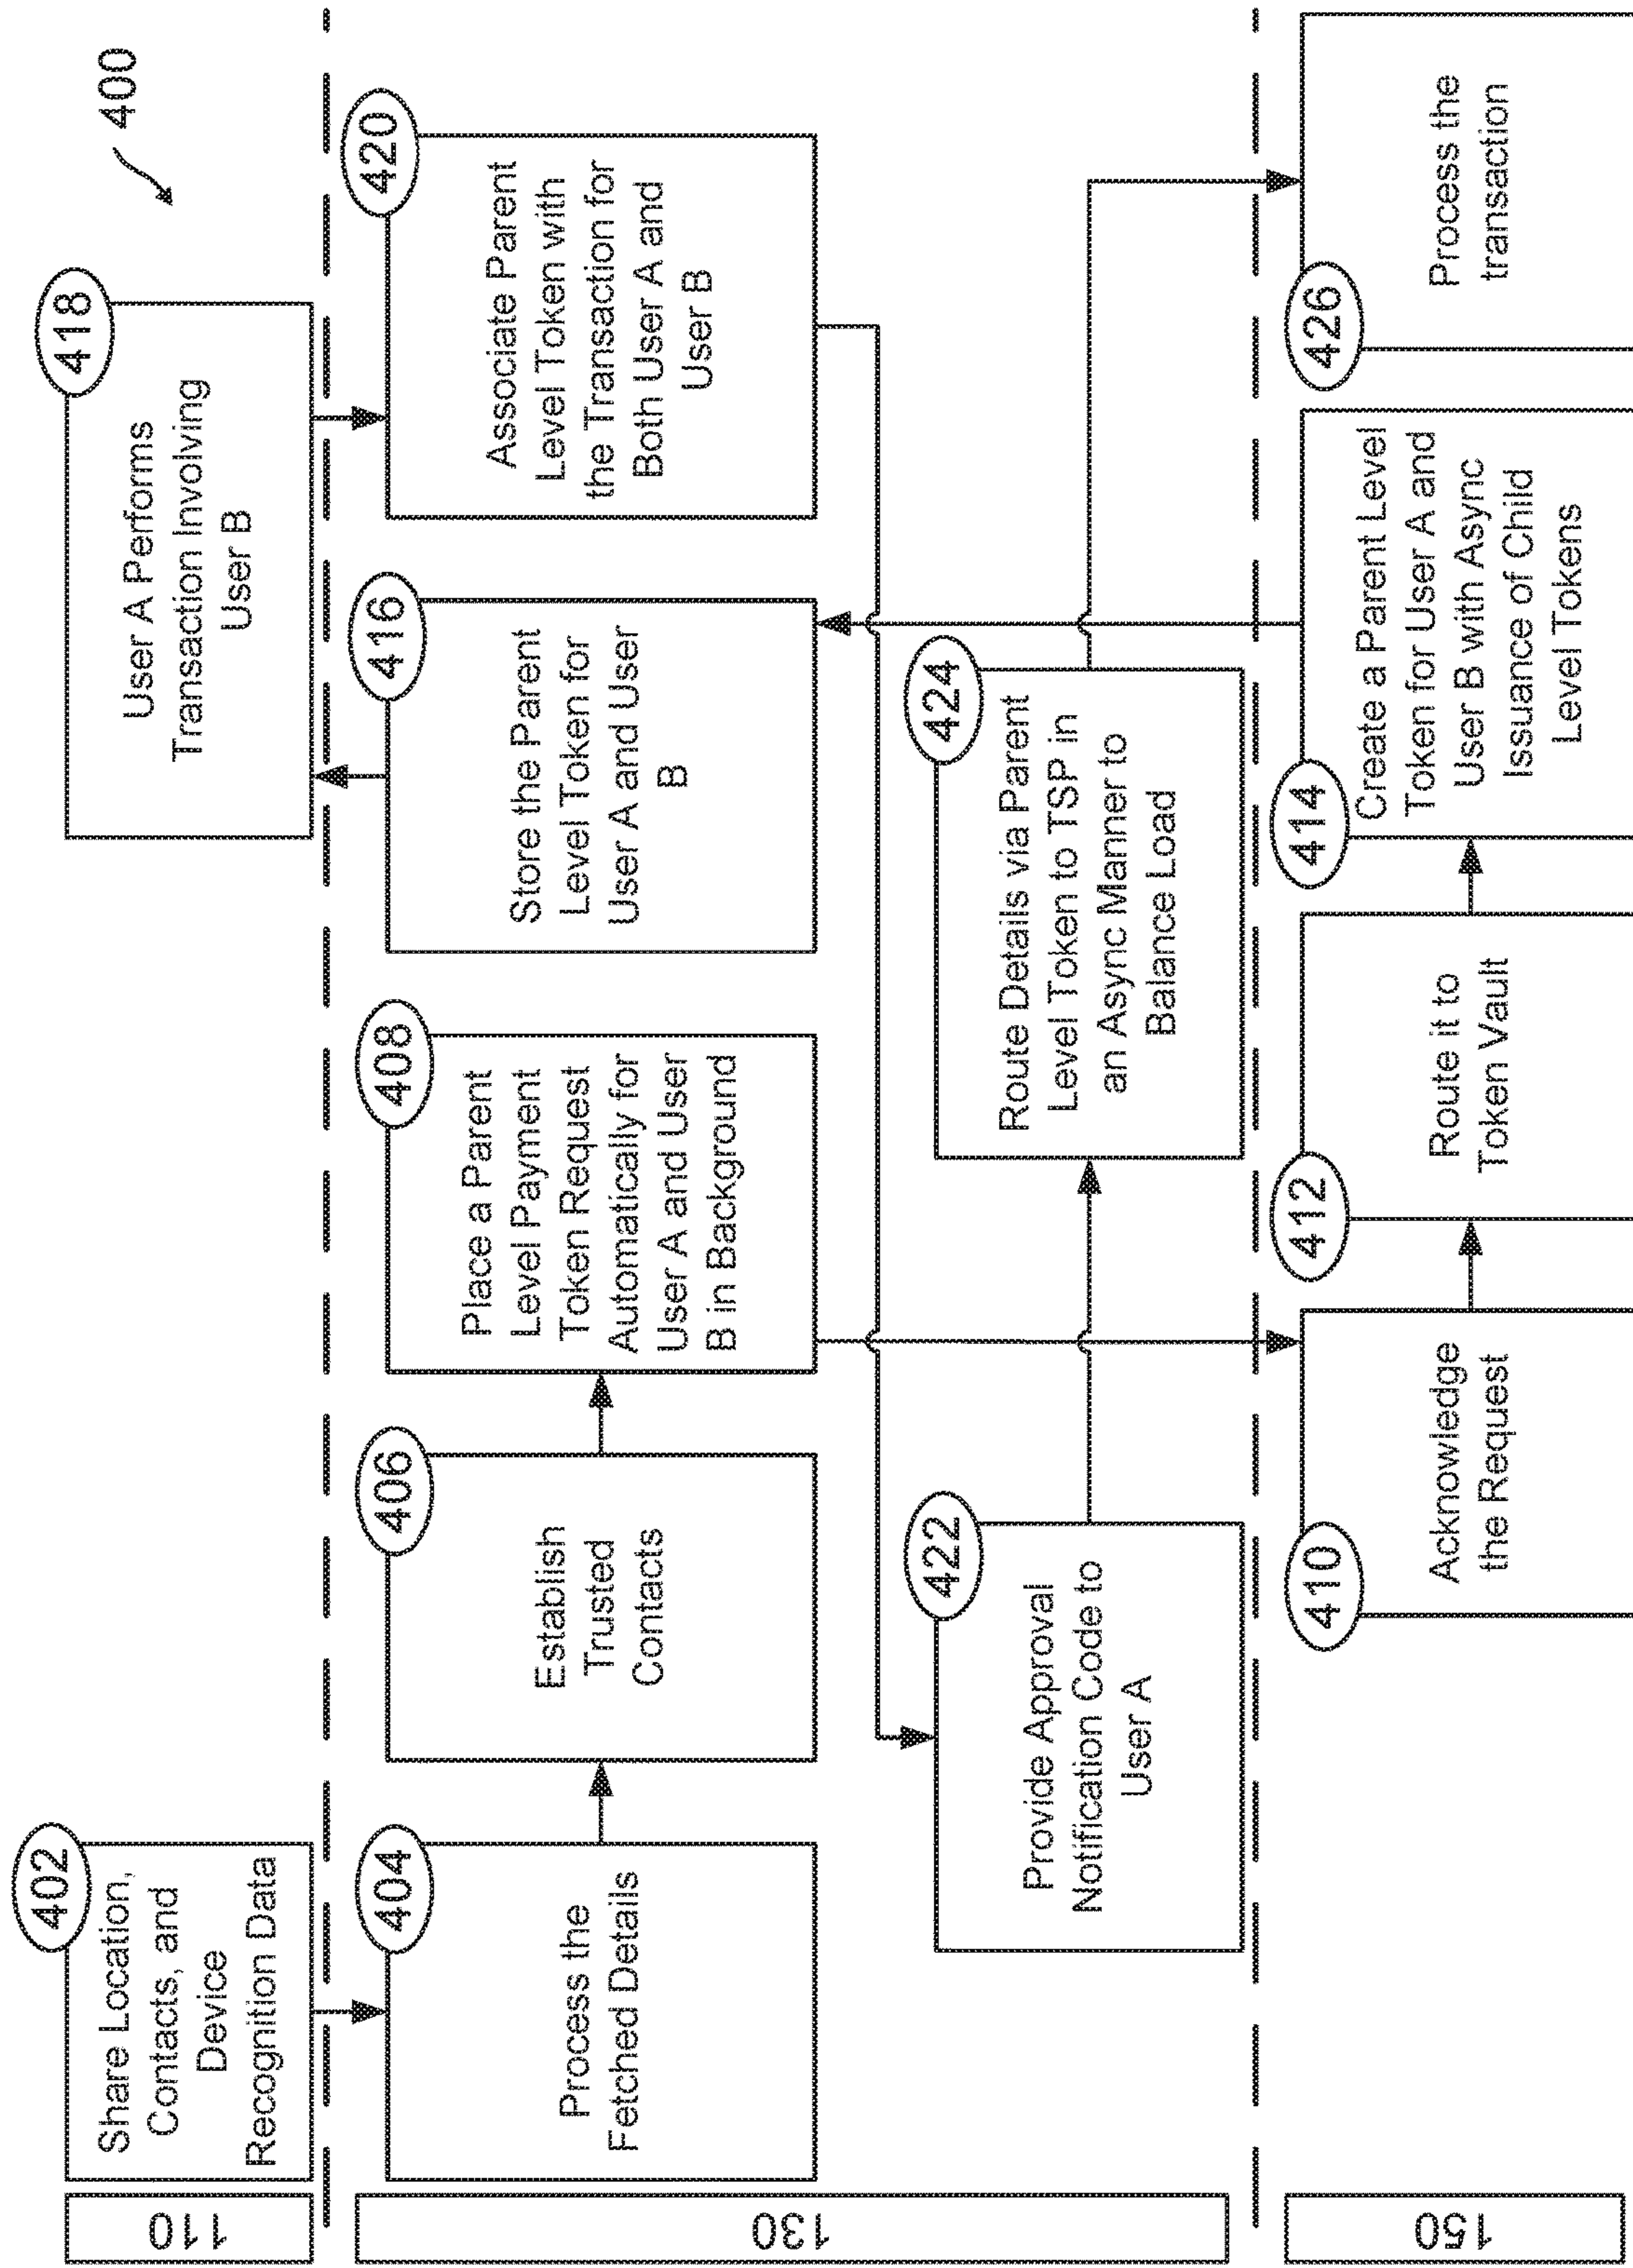 400
110
402
Share Location,
Contacts, and
Device
Recognition Data
418
User A Performs
Transaction Involving
User B
130
404
Process the
Fetched Details
406
Establish
Trusted
Contacts
408
Place a Parent
Level Payment
Token Request
Automatically for
User A and User
B in Background
416
Store the Parent
Level Token for
User A and User
B
420
Associate Parent
Level Token with
the Transaction for
Both User A and
User B
422
Provide Approval
Notification Code to
User A
424
Route Details via Parent
Level Token to TSP in
an Async Manner to
Balance Load
150
410
Acknowledge
the Request
412
Route it to
Token Vault
414
Create a Parent Level
Token for User A and
User B with Async
Issuance of Child
Level Tokens
426
Process the
transaction